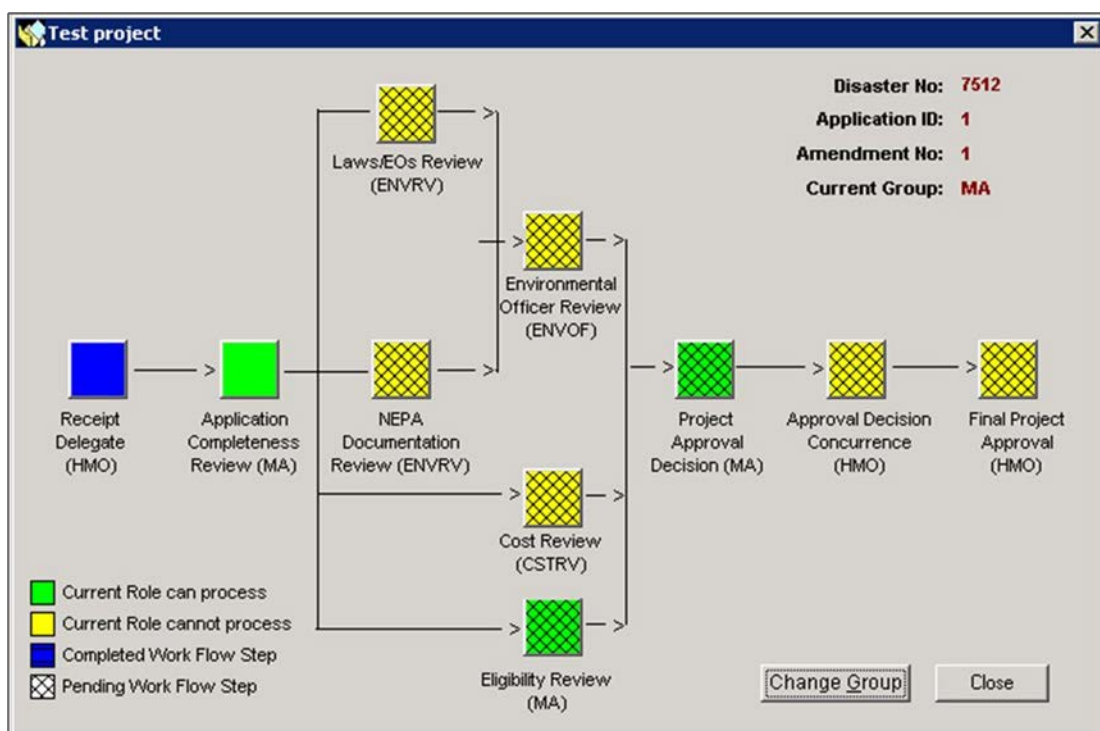 Test project
Disaster No: 7512
Application ID: 1
Amendment No: 1
Current Group: MA
Laws/EOs Review
(ENVRV)
Environmental
Officer Review
(ENVOF)
Receipt
Delegate
(HMO)
Application
Completeness
Review (MA)
NEPA
Documentation
Review (ENVRV)
Project
Approval
Decision (MA)
Approval Decision
Concurrence
(HMO)
Final Project
Approval
(HMO)
Cost Review
(CSTRV)
Eligibility Review
(MA)
Current Role can process
Current Role cannot process
Completed Work Flow Step
Pending Work Flow Step
Change Group
Close